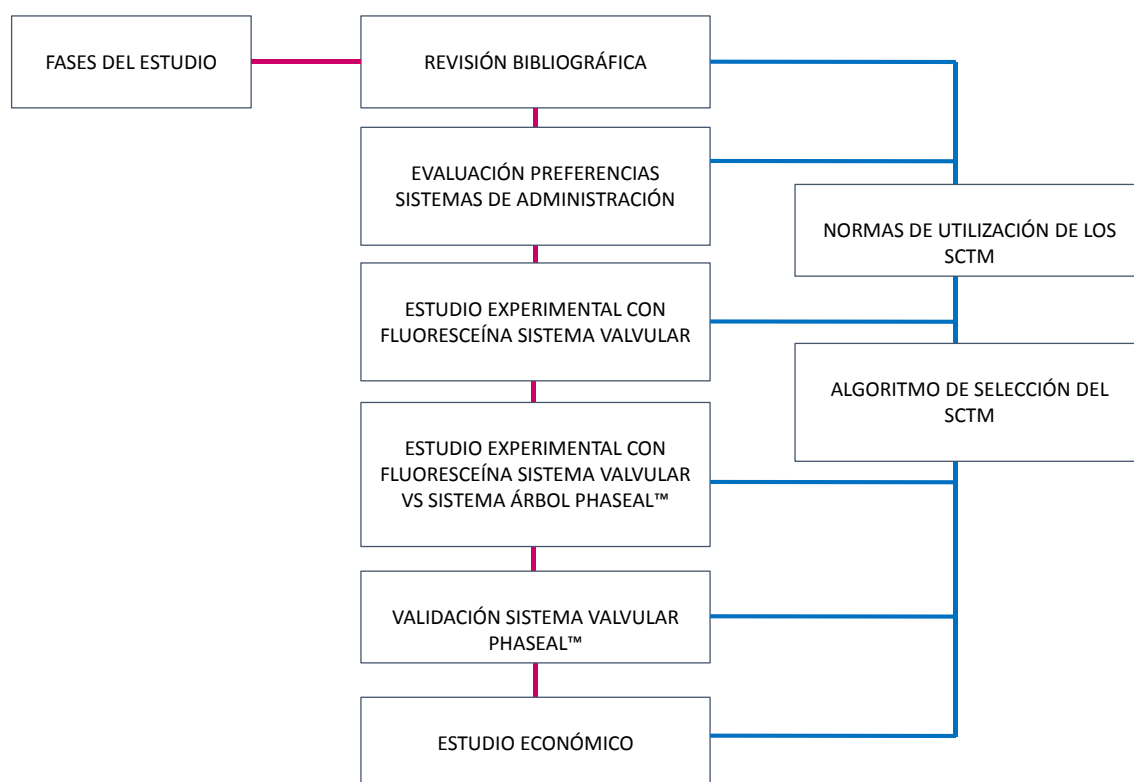 FASES DEL ESTUDIO
REVISIÓN BIBLIOGRÁFICA
EVALUACIÓN PREFERENCIAS
SISTEMAS DE ADMINISTRACIÓN
NORMAS DE UTILIZACIÓN DE LOS
SCTM
ESTUDIO EXPERIMENTAL CON
FLUORESCEÍNA SISTEMA VALVULAR
ALGORITMO DE SELECCIÓN DEL
SCTM
ESTUDIO EXPERIMENTAL CON
FLUORESCEÍNA SISTEMA VALVULAR
VS SISTEMA ÁRBOL PHASEAL™
VALIDACIÓN SISTEMA VALVULAR
PHASEAL™
ESTUDIO ECONÓMICO